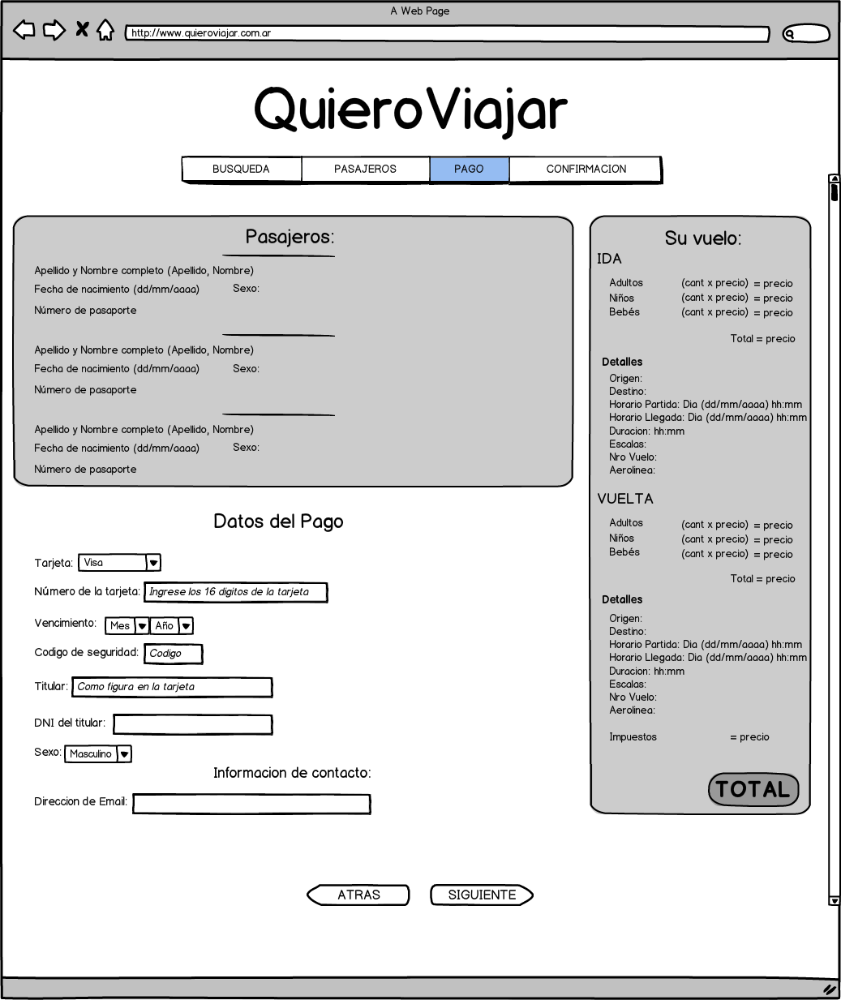 A Web Page
http://www.quieroviajar.com.ar
QuieroViajar
BUSQUEDA PASAJEROS PAGO CONFIRMACION
Pasajeros:
Apellido y Nombre completo (Apellido, Nombre)
Fecha de nacimiento (dd/mm/aaaa) Sexo:
Número de pasaporte
Apellido y Nombre completo (Apellido, Nombre)
Fecha de nacimiento (dd/mm/aaaa) Sexo:
Número de pasaporte
Apellido y Nombre completo (Apellido, Nombre)
Fecha de nacimiento (dd/mm/aaaa) Sexo:
Número de pasaporte
Datos del Pago
Tarjeta: Visa
Número de la tarjeta: Ingrese los 16 digitos de la tarjeta
Vencimiento: Mes Año
Codigo de seguridad: Codigo
Titular: Como figura en la tarjeta
DNI del titular:
Sexo: Masculino
Informacion de contacto:
Direccion de Email:
Su vuelo:
IDA
Adultos (cant x precio) = precio
Niños (cant x precio) = precio
Bebés (cant x precio) = precio
Total = precio
Detalles
Origen:
Destino:
Horario Partida: Dia (dd/mm/aaaa) hh:mm
Horario Llegada: Dia (dd/mm/aaaa) hh:mm
Duracion: hh:mm
Escalas:
Nro Vuelo:
Aerolinea:
VUELTA
Adultos (cant x precio) = precio
Niños (cant x precio) = precio
Bebés (cant x precio) = precio
Total = precio
Detalles
Origen:
Destino:
Horario Partida: Dia (dd/mm/aaaa) hh:mm
Horario Llegada: Dia (dd/mm/aaaa) hh:mm
Duracion: hh:mm
Escalas:
Nro Vuelo:
Aerolinea:
Impuestos = precio
TOTAL
ATRAS SIGUIENTE